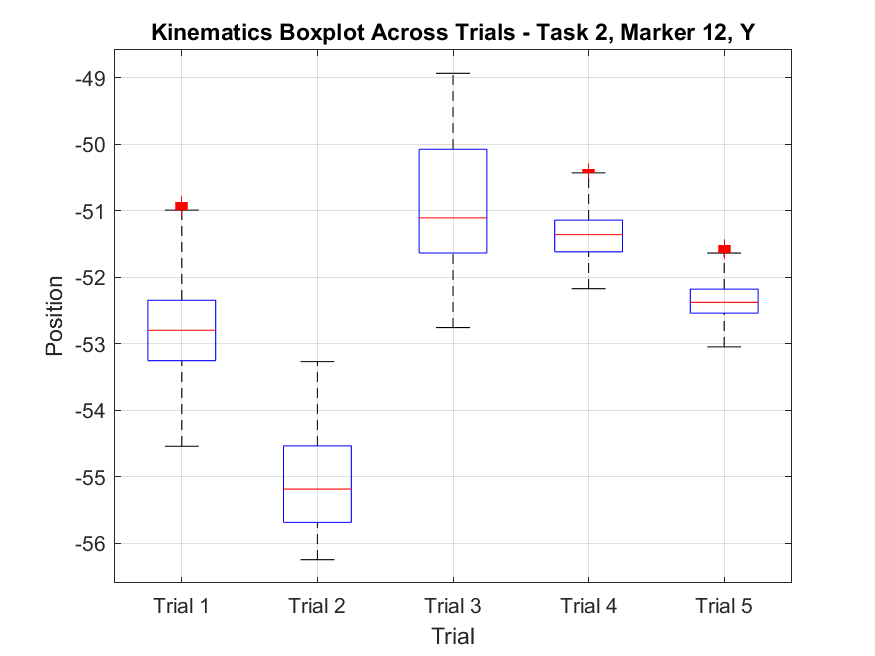 Kinematics Boxplot Across Trials - Task 2, Marker 12, Y
-49
-50
-51
-52
-53
-54
-55
-56
Position
Trial 1 Trial 2 Trial 3 Trial 4 Trial 5
Trial